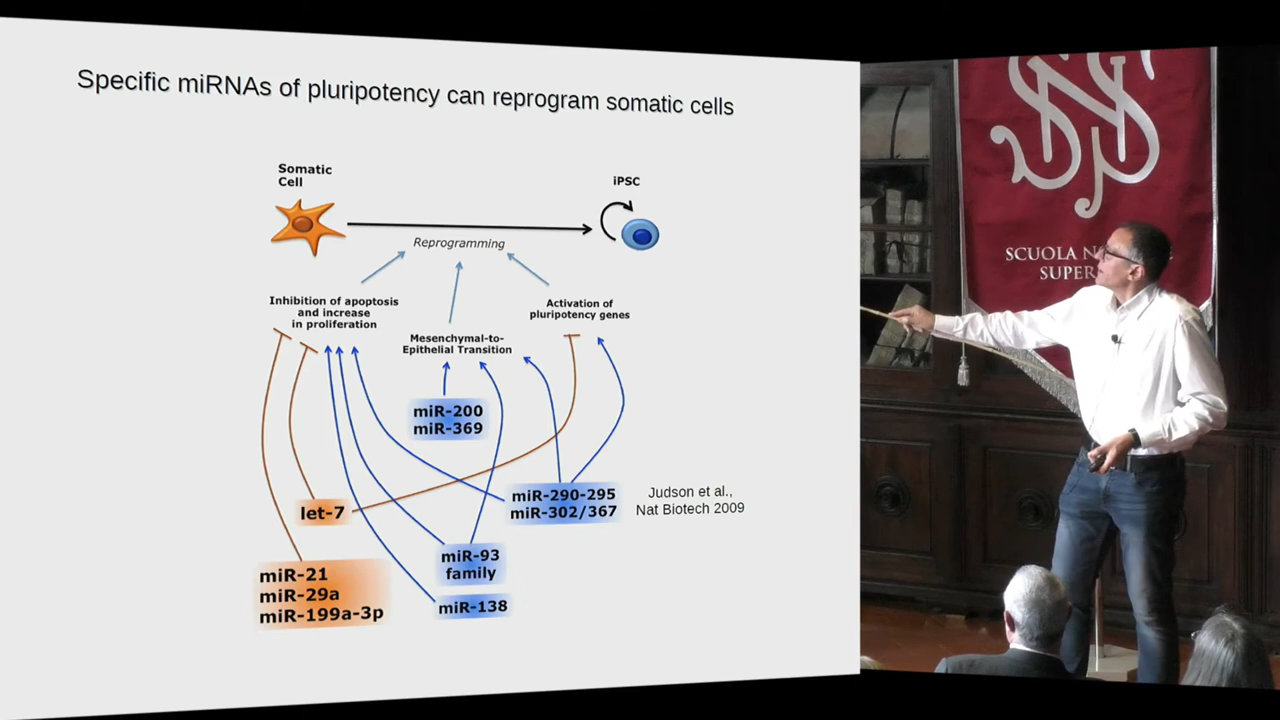 Specific miRNAs of pluripotency can reprogram somatic cells
Somatic
Cell
iPSC
Reprogramming
Inhibition of apoptosis
and increase
in proliferation
Activation of
pluripotency genes
Mesenchymal-to-
Epithelial Transition
miR-200
miR-369
let-7
miR-290-295
miR-302/367
Judson et al.,
Nat Biotech 2009
miR-93
family
miR-138
miR-21
miR-29a
miR-199a-3p
SCUOLA